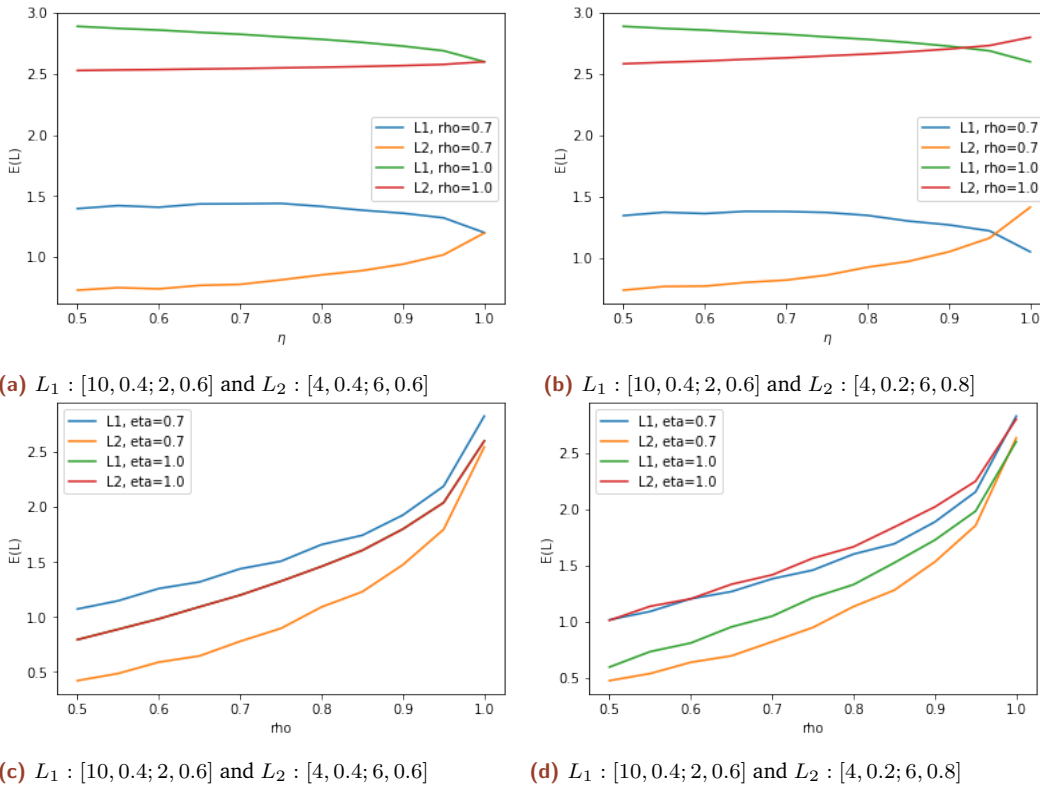 3.0
2.5
2.0
1.5
1.0
E(L)
L1, rho=0.7
L2, rho=0.7
L1, rho=1.0
L2, rho=1.0
0.5 0.6 0.7 0.8 0.9 1.0
η
(a) L₁ : [10, 0.4; 2, 0.6] and L₂ : [4, 0.4; 6, 0.6]
3.0
2.5
2.0
1.5
1.0
E(L)
L1, rho=0.7
L2, rho=0.7
L1, rho=1.0
L2, rho=1.0
0.5 0.6 0.7 0.8 0.9 1.0
η
(b) L₁ : [10, 0.4; 2, 0.6] and L₂ : [4, 0.2; 6, 0.8]
L1, eta=0.7
L2, eta=0.7
L1, eta=1.0
L2, eta=1.0
2.5
2.0
1.5
1.0
0.5
E(L)
0.5 0.6 0.7 0.8 0.9 1.0
rho
(c) L₁ : [10, 0.4; 2, 0.6] and L₂ : [4, 0.4; 6, 0.6]
L1, eta=0.7
L2, eta=0.7
L1, eta=1.0
L2, eta=1.0
2.5
2.0
1.5
1.0
0.5
E(L)
0.5 0.6 0.7 0.8 0.9 1.0
rho
(d) L₁ : [10, 0.4; 2, 0.6] and L₂ : [4, 0.2; 6, 0.8]